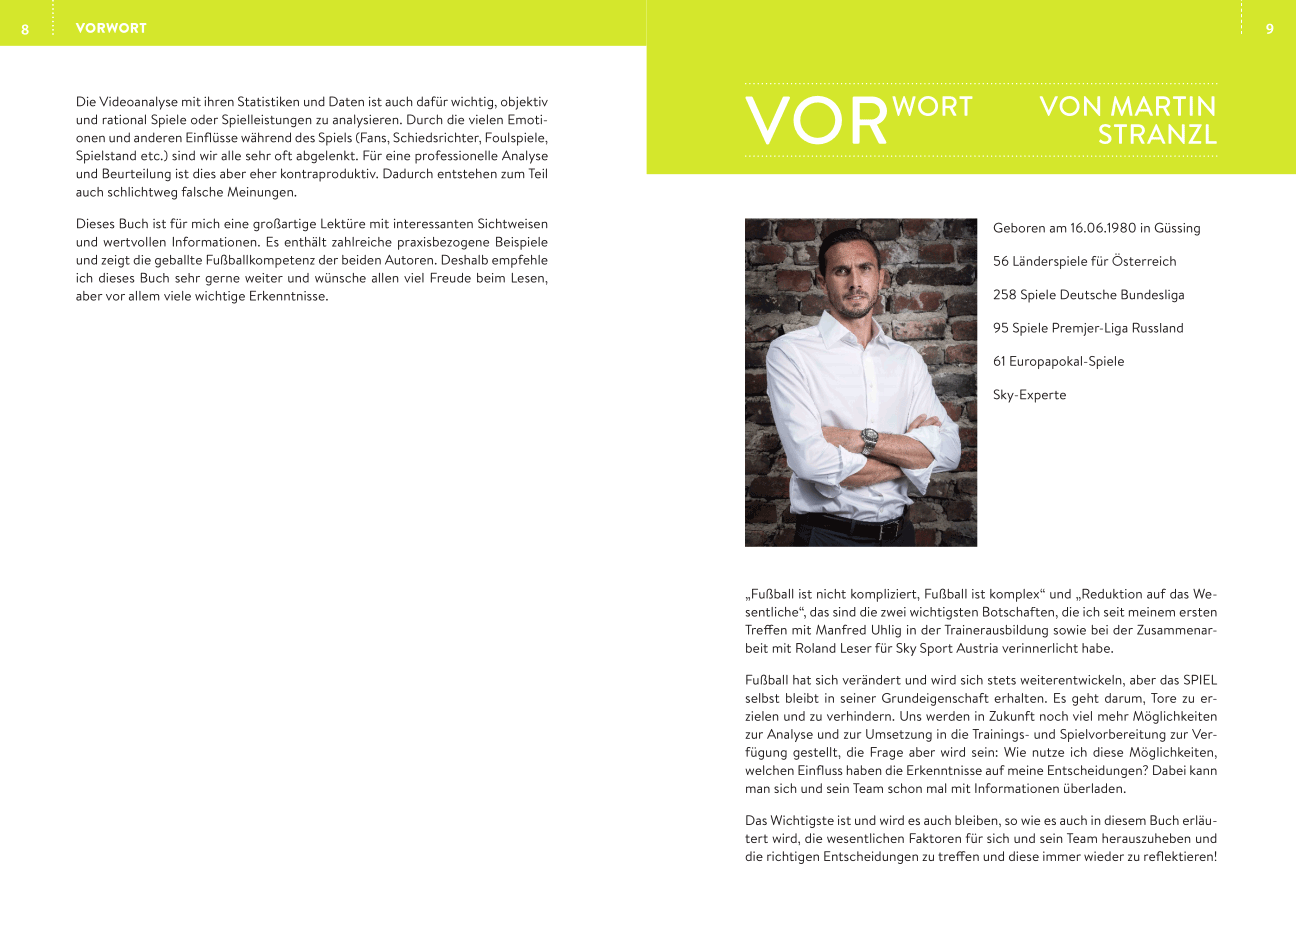 8
VORWORT
Die Videoanalyse mit ihren Statistiken und Daten ist auch dafür wichtig, objektiv
und rational Spiele oder Spielleistungen zu analysieren. Durch die vielen Emoti-
onen und anderen Einflüsse während des Spiels (Fans, Schiedsrichter, Foulspiele,
Spielstand etc.) sind wir alle sehr oft abgelenkt. Für eine professionelle Analyse
und Beurteilung ist dies aber eher kontraproduktiv. Dadurch entstehen zum Teil
auch schlichtweg falsche Meinungen.
Dieses Buch ist für mich eine großartige Lektüre mit interessanten Sichtweisen
und wertvollen Informationen. Es enthält zahlreiche praxisbezogene Beispiele
und zeigt die geballte Fußballkompetenz der beiden Autoren. Deshalb empfehle
ich dieses Buch sehr gerne weiter und wünsche allen viel Freude beim Lesen,
aber vor allem viele wichtige Erkenntnisse.
9
VORWORT
VON MARTIN
STRANZL
Geboren am 16.06.1980 in Güssing
56 Länderspiele für Österreich
258 Spiele Deutsche Bundesliga
95 Spiele Premjer-Liga Russland
61 Europapokal-Spiele
Sky-Experte
„Fußball ist nicht kompliziert, Fußball ist komplex“ und „Reduktion auf das We-
sentliche“, das sind die zwei wichtigsten Botschaften, die ich seit meinem ersten
Treffen mit Manfred Uhlig in der Trainerausbildung sowie bei der Zusammenar-
beit mit Roland Leser für Sky Sport Austria verinnerlicht habe.
Fußball hat sich verändert und wird sich stets weiterentwickeln, aber das SPIEL
selbst bleibt in seiner Grundeigenschaft erhalten. Es geht darum, Tore zu er-
zielen und zu verhindern. Uns werden in Zukunft noch viel mehr Möglichkeiten
zur Analyse und zur Umsetzung in die Trainings- und Spielvorbereitung zur Ver-
fügung gestellt, die Frage aber wird sein: Wie nutze ich diese Möglichkeiten,
welchen Einfluss haben die Erkenntnisse auf meine Entscheidungen? Dabei kann
man sich und sein Team schon mal mit Informationen überladen.
Das Wichtigste ist und wird es auch bleiben, so wie es auch in diesem Buch erläu-
tert wird, die wesentlichen Faktoren für sich und sein Team herauszuheben und
die richtigen Entscheidungen zu treffen und diese immer wieder zu reflektieren!